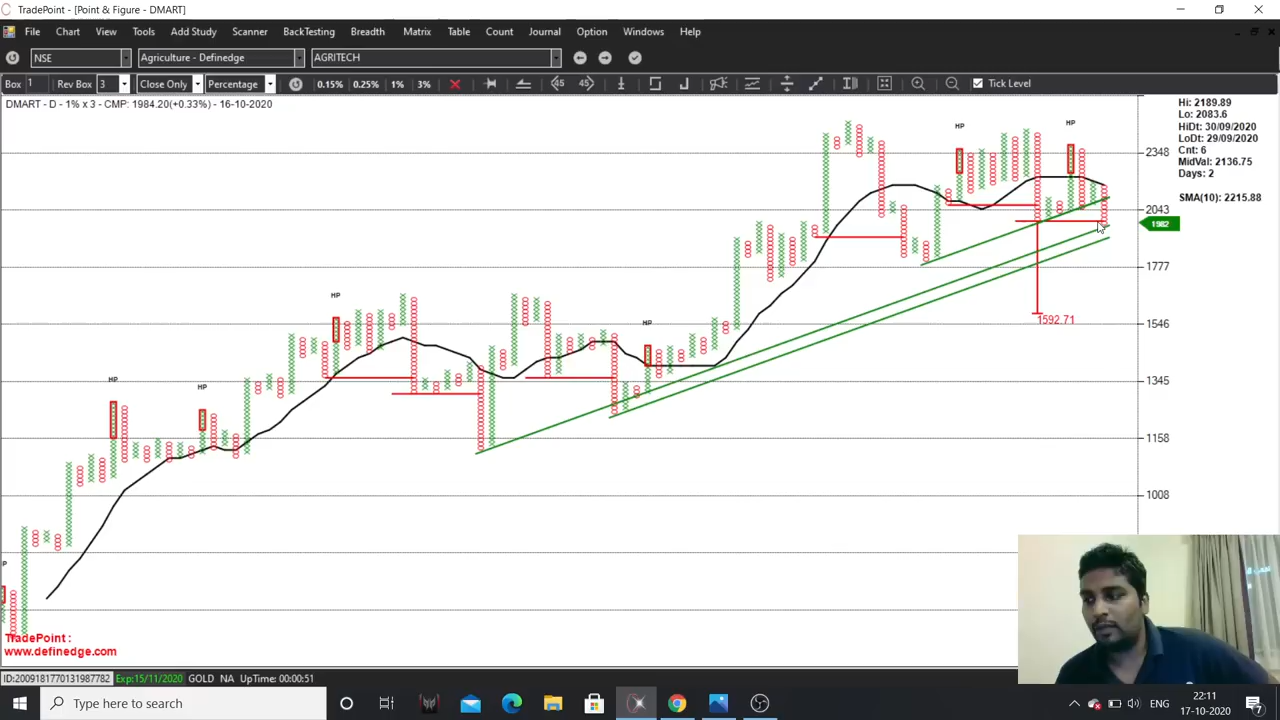 TradePoint - [Point & Figure - DMART]
File Chart View Tools Add Study Scanner BackTesting Breadth Matrix Table Count Journal Option Windows Help
NSE Agriculture - Definedge AGRITECH
Box 1 Rev Box 3 Close Only Percentage 0.15% 0.25% 1% 3% 45 45 Tick Level
DMART - D - 1% x 3 - CMP: 1984.20(+0.33%) - 16-10-2020
Hi: 2189.89
Lo: 2083.6
HiDt: 30/09/2020
LoDt: 29/09/2020
Cnt: 6
MidVal: 2136.75
Days: 2
SMA(10): 2215.88
HP
HP
2348
2043
1982
1777
HP
1592.71
1546
HP
1345
HP
HP
1158
1008
P
TradePoint :
www.definedge.com
ID:2009181770131987782 Exp:15/11/2020 GOLD NA UpTime: 00:00:51
Type here to search
ENG
22:11
17-10-2020
7